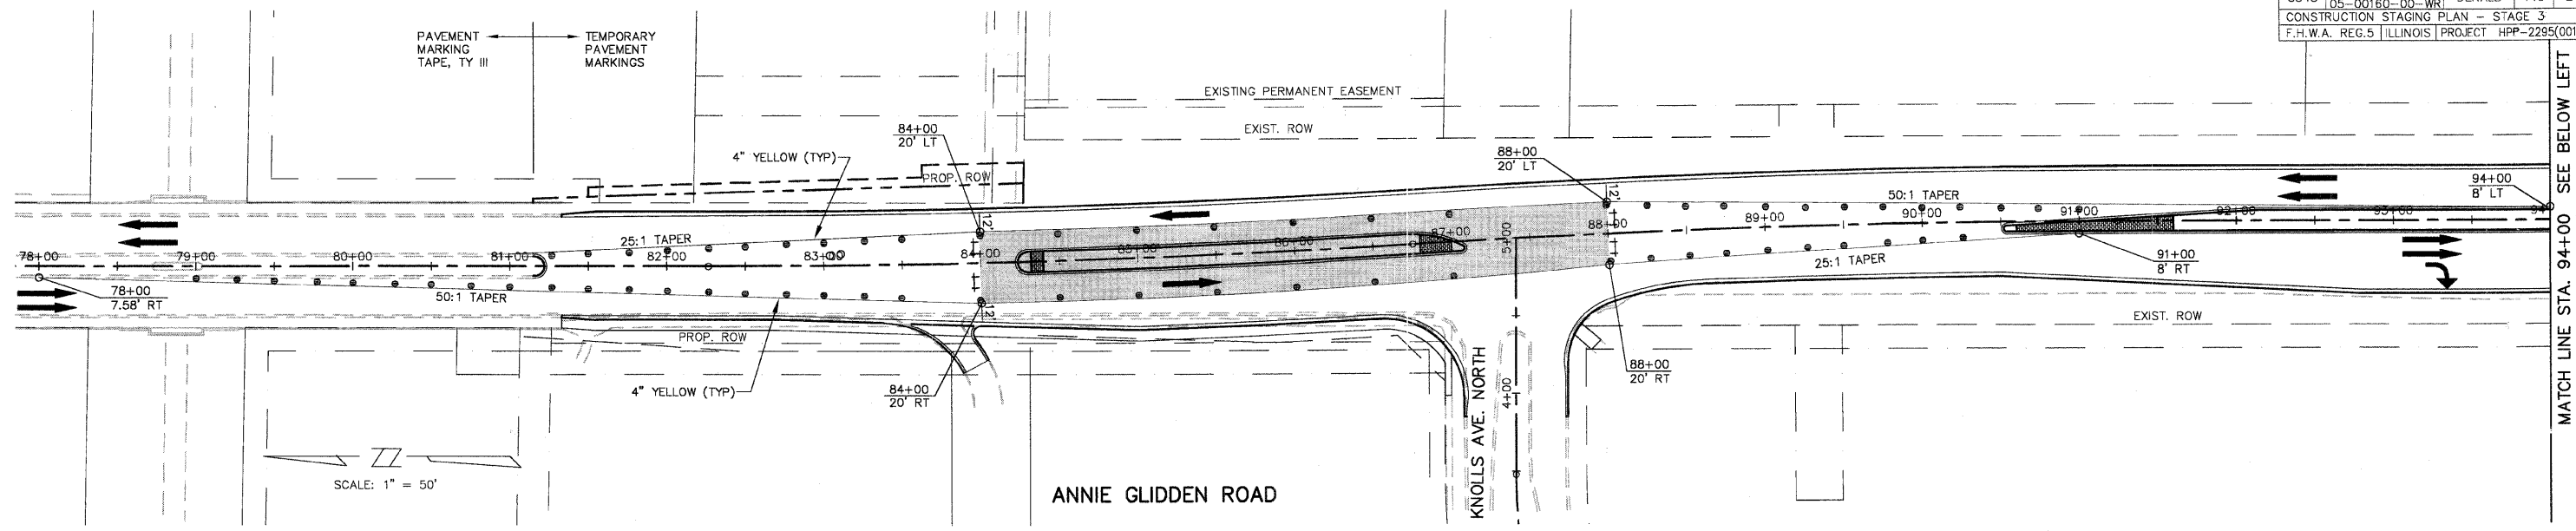 05-00160-00-WR
CONSTRUCTION STAGING PLAN - STAGE 3
F.H.W.A. REG.5 ILLINOIS PROJECT HPP-2295(001
PAVEMENT
MARKING
TAPE, TY III
TEMPORARY
PAVEMENT
MARKINGS
EXISTING PERMANENT EASEMENT
EXIST. ROW
84+00
20' LT
4" YELLOW (TYP)
PROP. ROW
88+00
20' LT
94+00
8' LT
MATCH LINE STA. 94+00 SEE BELOW LEFT
12'
12'
50:1 TAPER
25:1 TAPER
78+00
79+00
80+00
81+00
82+00
83+00
84+00
85+00
86+00
87+00
88+00
89+00
90+00
91+00
92+00
93+00
5+00
78+00
7.58' RT
50:1 TAPER
12'
25:1 TAPER
91+00
8' RT
PROP. ROW
EXIST. ROW
4" YELLOW (TYP)
84+00
20' RT
88+00
20' RT
4+00
KNOLLS AVE. NORTH
SCALE: 1" = 50'
ANNIE GLIDDEN ROAD